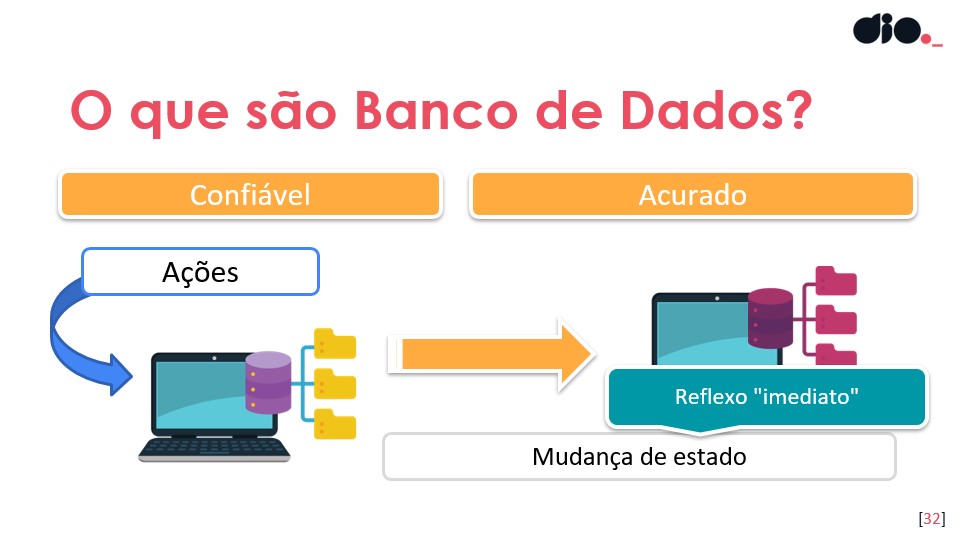 dio._
O que são Banco de Dados?
Confiável
Acurado
Ações
Reflexo "imediato"
Mudança de estado
[32]